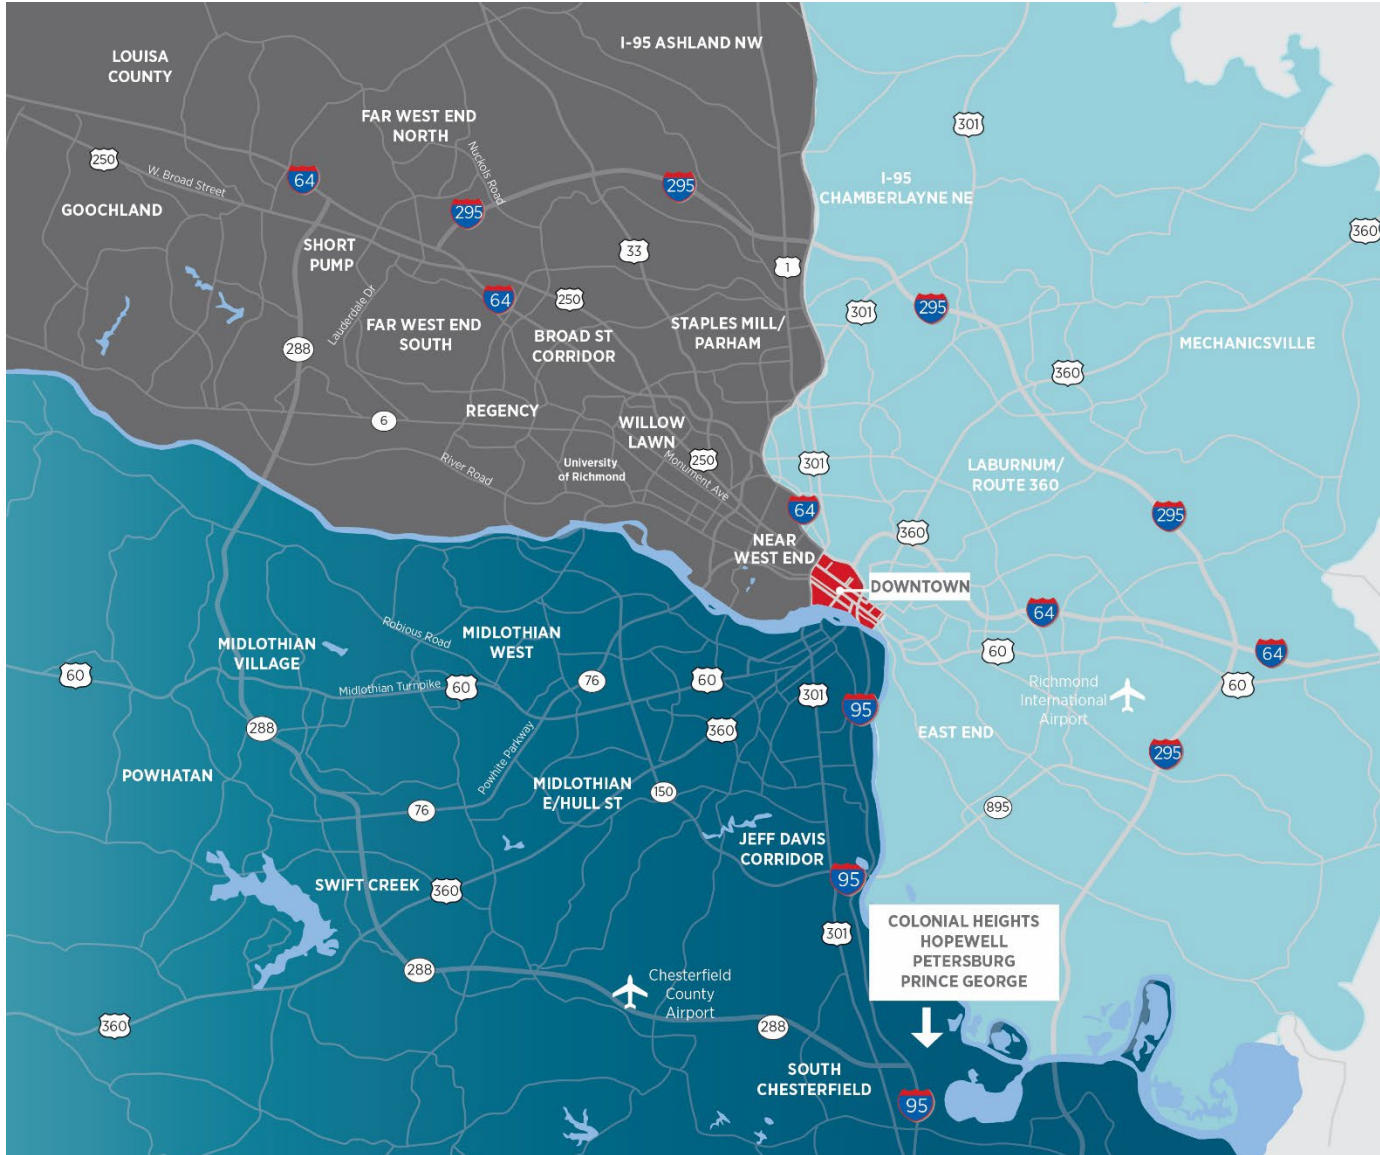 I-95 ASHLAND NW
LOUISA
COUNTY
FAR WEST END
NORTH
301
250
W. Broad Street
64
Nuckols Road
295
295
I-95
CHAMBERLAYNE NE
GOOCHLAND
360
SHORT
PUMP
33
1
Lauderdale Dr
64
250
301
295
FAR WEST END
SOUTH
BROAD ST
CORRIDOR
STAPLES MILL/
PARHAM
MECHANICSVILLE
288
360
REGENCY
6
WILLOW
LAWN
River Road
University
of Richmond
Monument Ave
250
301
LABURNUM/
ROUTE 360
64
295
360
NEAR
WEST END
DOWNTOWN
64
Robious Road
MIDLOTHIAN
WEST
MIDLOTHIAN
VILLAGE
60
64
60
Midlothian Turnpike
60
76
60
301
95
Richmond
International
Airport
60
288
Powhite Parkway
360
EAST END
295
POWHATAN
MIDLOTHIAN
E/HULL ST
150
76
895
JEFF DAVIS
CORRIDOR
SWIFT CREEK
360
95
301
COLONIAL HEIGHTS
HOPEWELL
PETERSBURG
PRINCE GEORGE
288
Chesterfield
County
Airport
360
288
SOUTH
CHESTERFIELD
95